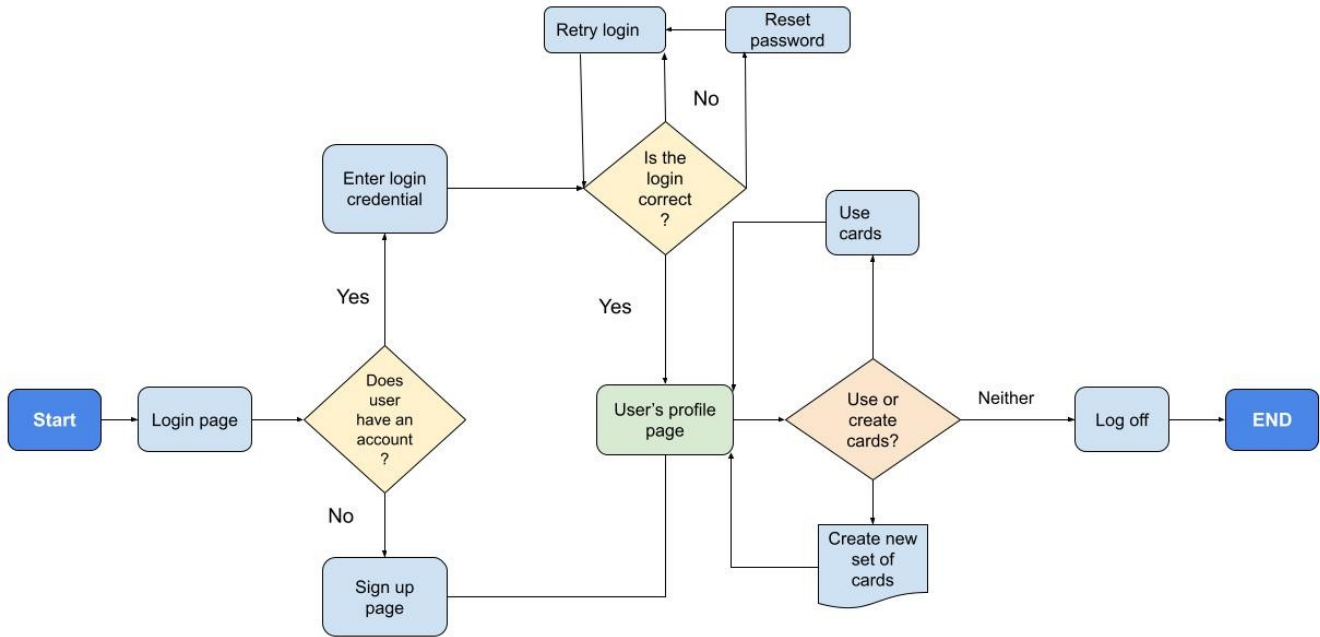 Retry login
Reset
password
No
Is the
login
correct
?
Enter login
credential
Use
cards
Yes
Yes
Does
user
have an
account
?
Start
Login page
User's profile
page
Use or
create
cards?
Neither
Log off
END
No
Create new
set of
cards
Sign up
page